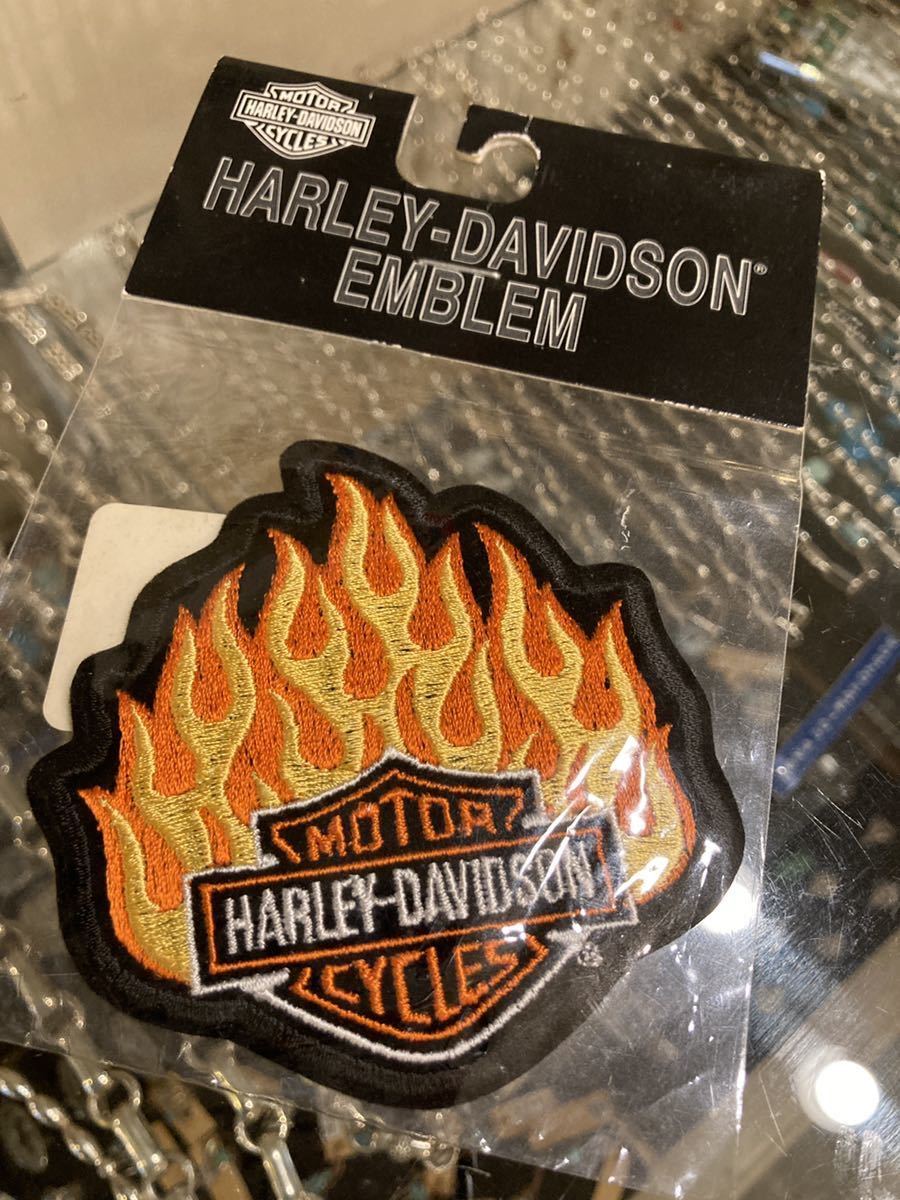 MOTOR
HARLEY-DAVIDSON
CYCLES
HARLEY-DAVIDSON®
EMBLEM
MOTOR
HARLEY-DAVIDSON
CYCLES
®